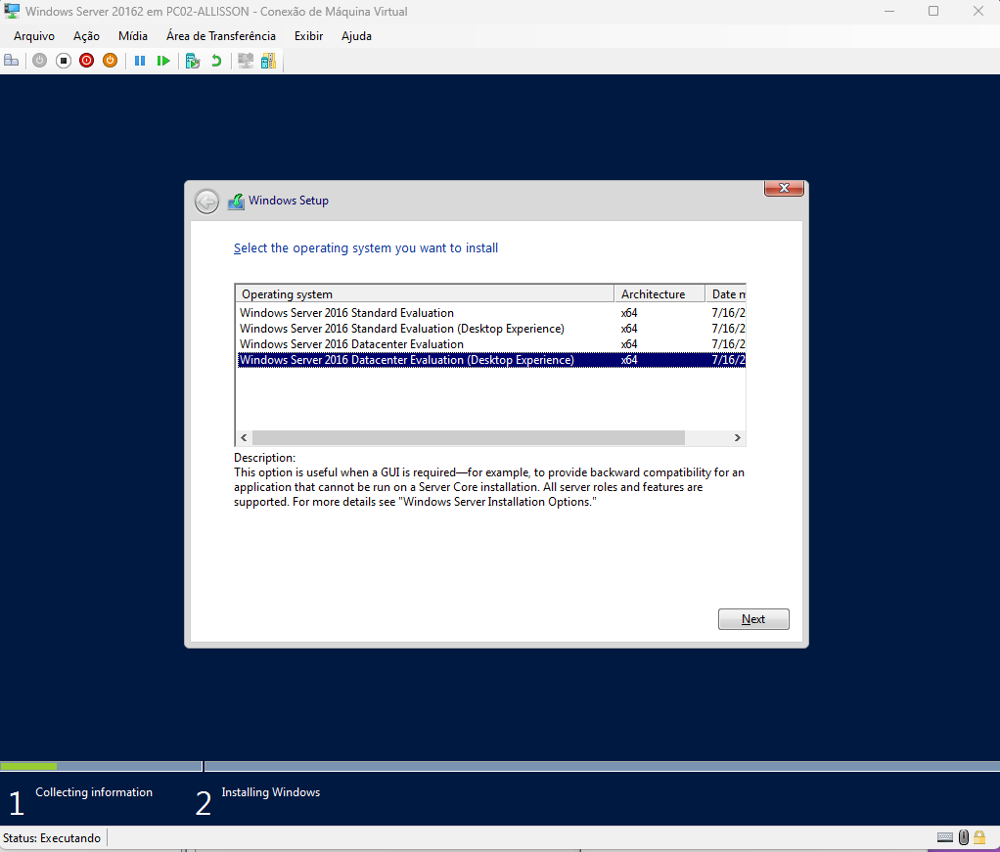 Windows Server 20162 em PC02-ALLISSON - Conexão de Máquina Virtual
Arquivo Ação Mídia Área de Transferência Exibir Ajuda
Windows Setup
Select the operating system you want to install
Operating system Architecture Date m
Windows Server 2016 Standard Evaluation x64 7/16/2
Windows Server 2016 Standard Evaluation (Desktop Experience) x64 7/16/2
Windows Server 2016 Datacenter Evaluation x64 7/16/2
Windows Server 2016 Datacenter Evaluation (Desktop Experience) x64 7/16/2
Description:
This option is useful when a GUI is required—for example, to provide backward compatibility for an
application that cannot be run on a Server Core installation. All server roles and features are
supported. For more details see "Windows Server Installation Options."
Next
1 Collecting information 2 Installing Windows
Status: Executando